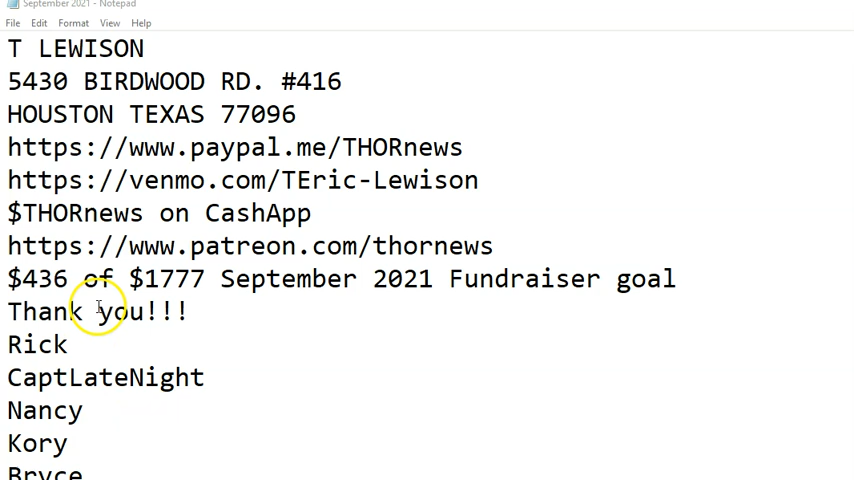 September 2021 - Notepad
File Edit Format View Help
T LEWISON
5430 BIRDWOOD RD. #416
HOUSTON TEXAS 77096
https://www.paypal.me/THORnews
https://venmo.com/TEric-Lewison
$THORnews on CashApp
https://www.patreon.com/thornews
$436 of $1777 September 2021 Fundraiser goal
Thank you!!!
Rick
CaptLateNight
Nancy
Kory
Bryce